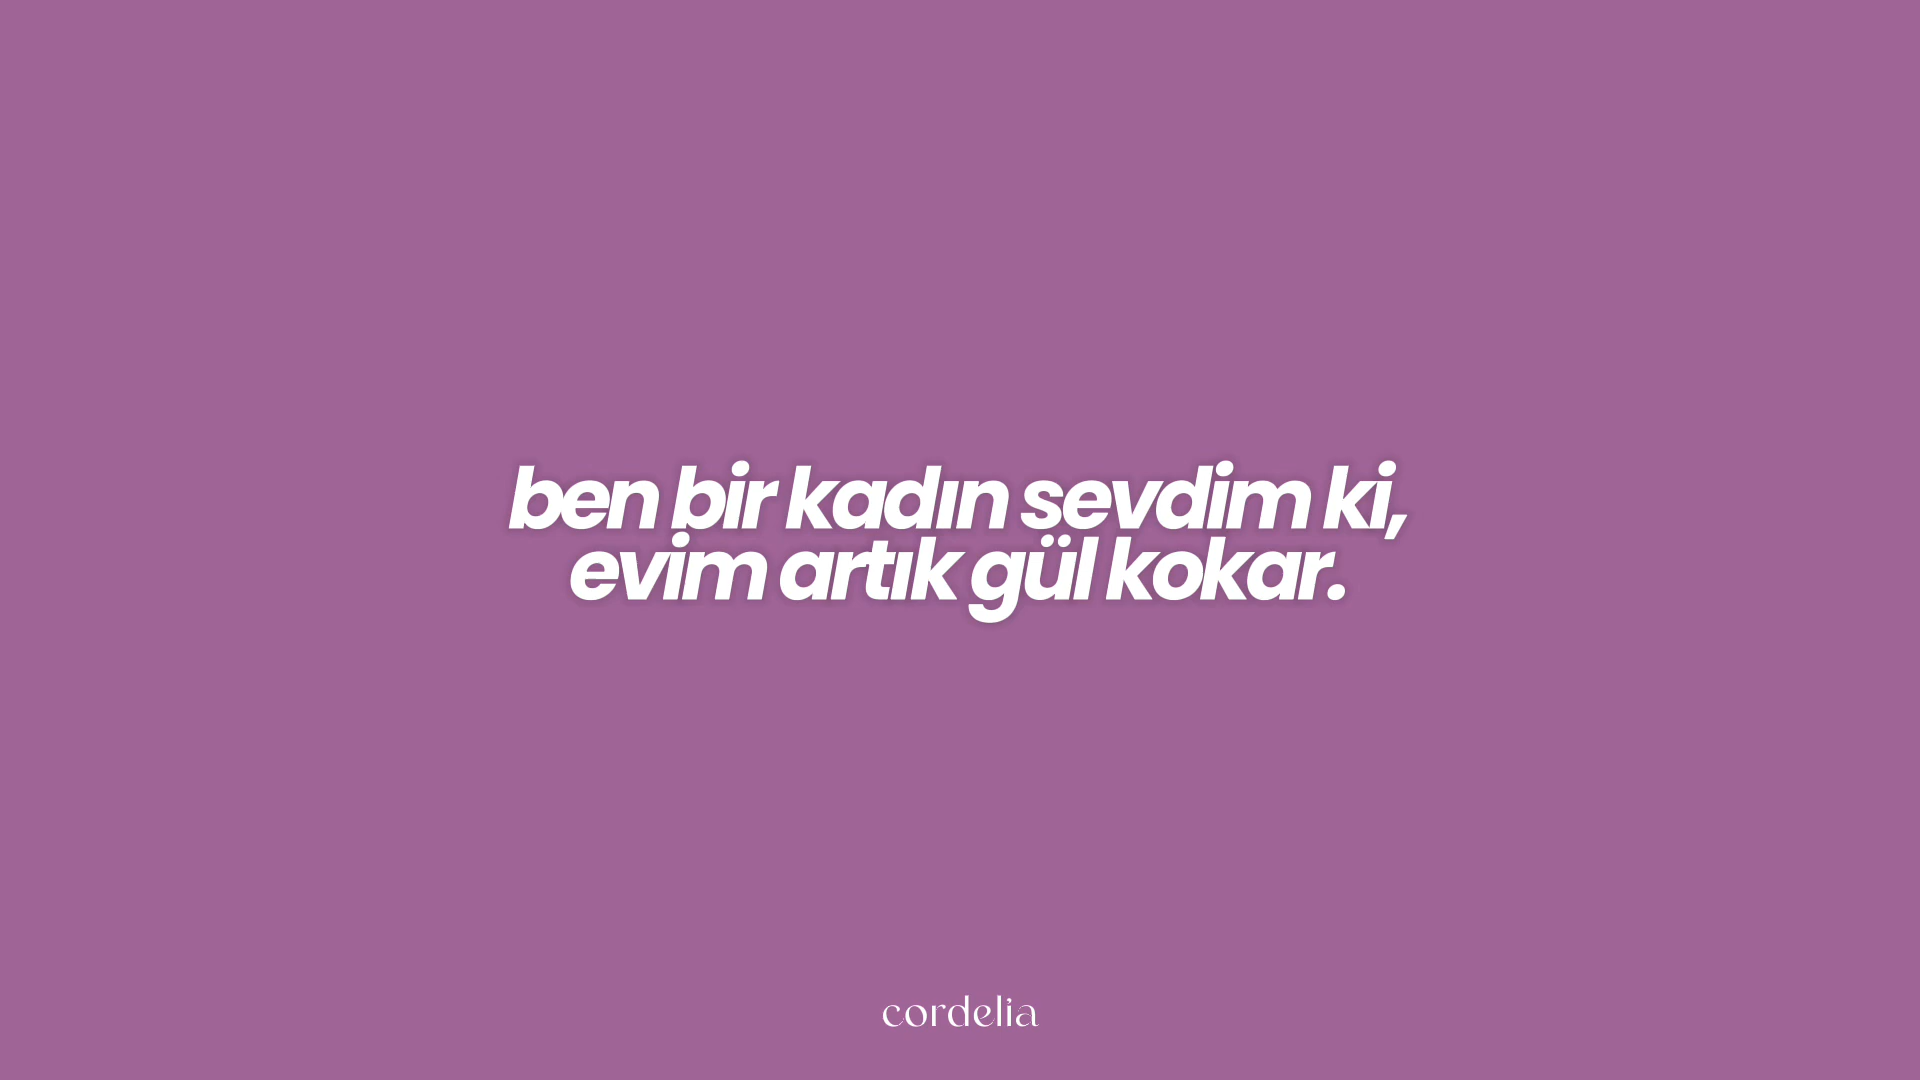 ben bir kadın sevdim ki,
evim artık gül kokar.
cordelia